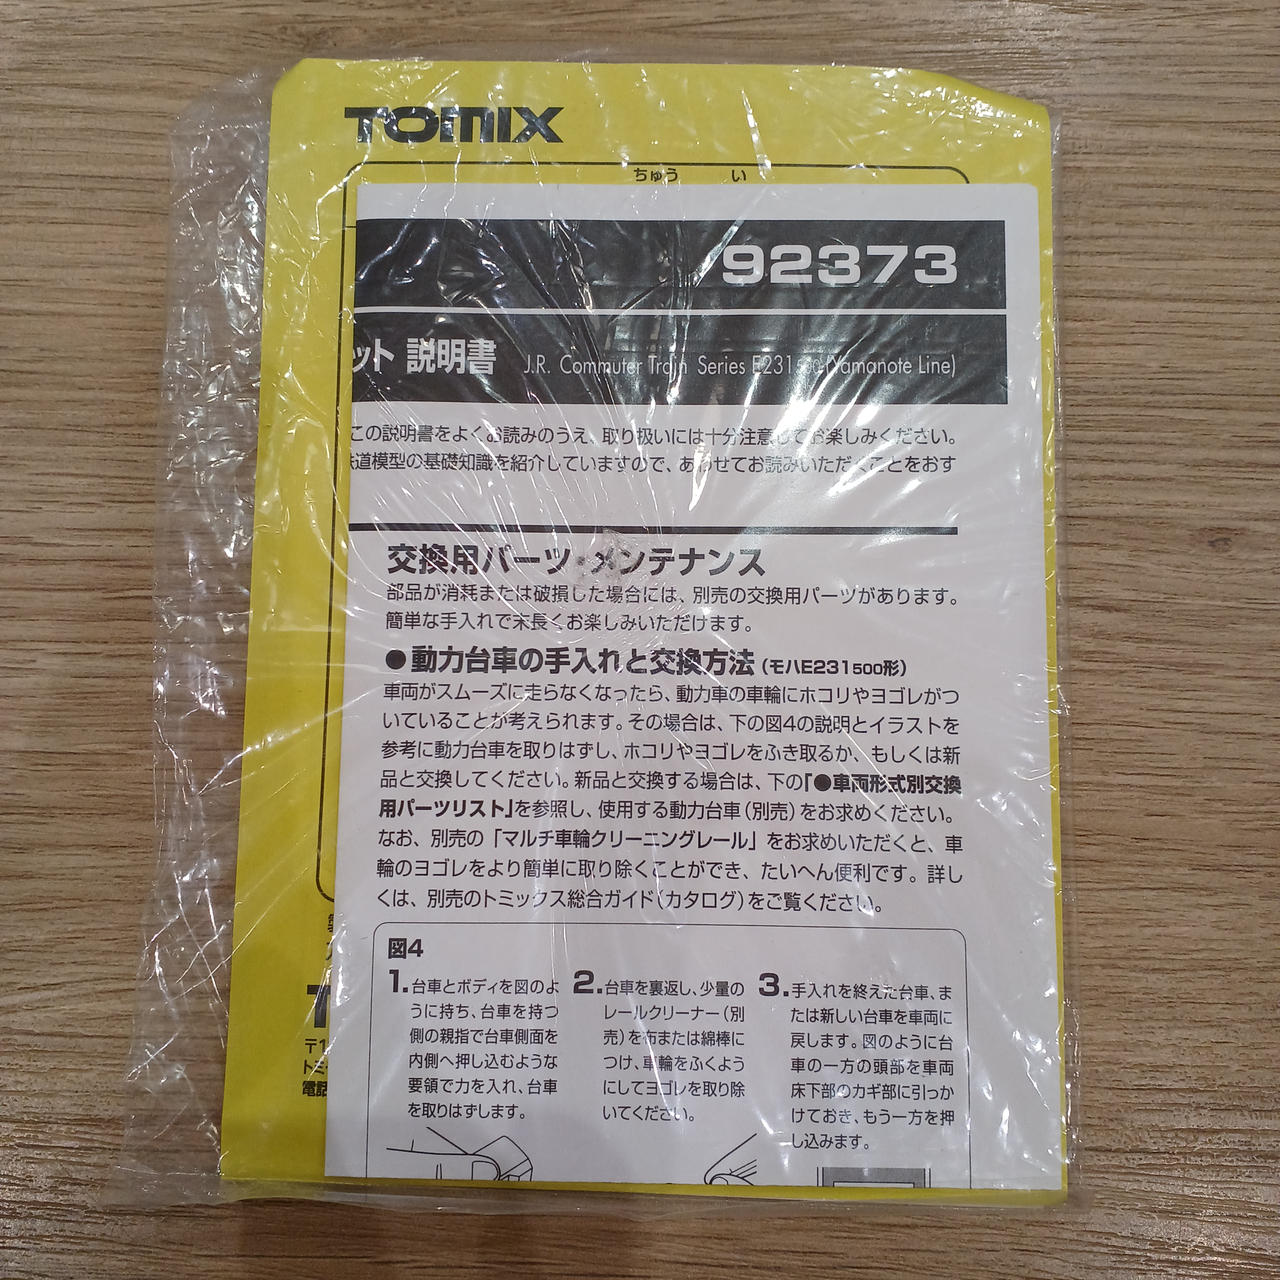 TOMIX
ちゅう い
92373
ット 説明書 J.R. Commuter Train Series E231 500 (Yamanote Line)
この説明書をよくお読みのうえ、取り扱いには十分注意してお楽しみください。
道模型の基礎知識を紹介していますので、あわせてお読みいただくことをおす
交換用パーツ・メンテナンス
部品が消耗または破損した場合には、別売の交換用パーツがあります。
簡単な手入れで末長くお楽しみいただけます。
●動力台車の手入れと交換方法(モハE231500形)
車両がスムーズに走らなくなったら、動力車の車輪にホコリやヨゴレがつ
いていることが考えられます。その場合は、下の図4の説明とイラストを
参考に動力台車を取りはずし、ホコリやヨゴレをふき取るか、もしくは新
品と交換してください。新品と交換する場合は、下の「●車両形式別交換
用パーツリスト」を参照し、使用する動力台車(別売)をお求めください。
なお、別売の「マルチ車輪クリーニングレール」をお求めいただくと、車
輪のヨゴレをより簡単に取り除くことができ、たいへん便利です。詳し
くは、別売のトミックス総合ガイド(カタログ)をご覧ください。
図4
1.台車とボディを図のよ
うに持ち、台車を持つ
側の親指で台車側面を
内側へ押し込むような
要領で力を入れ、台車
を取りはずします。
2.台車を裏返し、少量の
レールクリーナー(別
売)を布または綿棒に
つけ、車輪をふくよう
にしてヨゴレを取り除
いてください。
3.手入れを終えた台車、ま
たは新しい台車を車両に
戻します。図のように台
車の一方の頭部を車両
床下部のカギ部に引っか
けておき、もう一方を押
し込みます。
T
〒1
トミ
電話